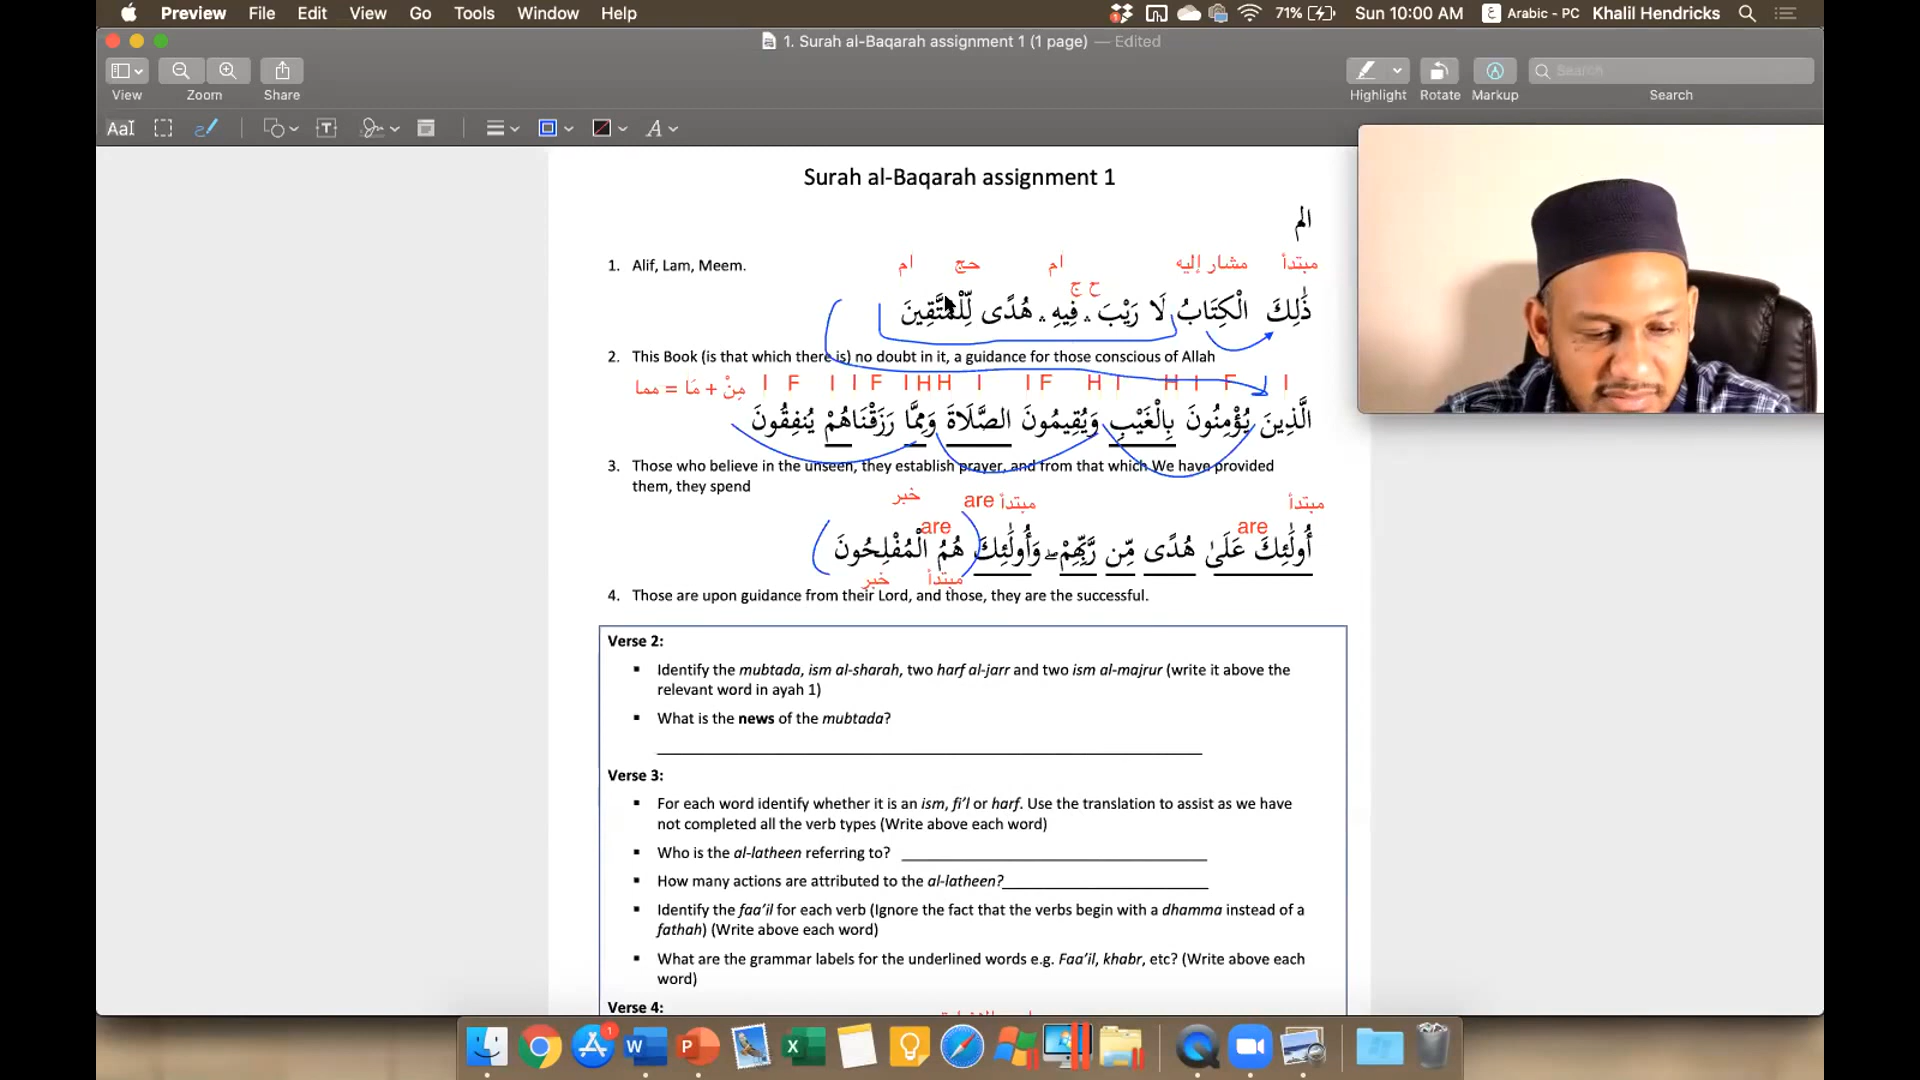 Preview File Edit View Go Tools Window Help 71% Sun 10:00 AM Arabic - PC Khalil Hendricks
1. Surah al-Baqarah assignment 1 (1 page) — Edited
Search
View Zoom Share Highlight Rotate Markup Search
AaI T A
Surah al-Baqarah assignment 1
الم
1. Alif, Lam, Meem.
مبتدأ مشار إليه ام حج ام
ح ج
ذَٰلِكَ الْكِتَابُ لَا رَيْبَ ۛ فِيهِ ۛ هُدًى لِّلْمُتَّقِينَ
2. This Book (is that which there is) no doubt in it, a guidance for those conscious of Allah
مِنْ + مَا = مما I F I I F I H H I I F H I H I F I I
الَّذِينَ يُؤْمِنُونَ بِالْغَيْبِ وَيُقِيمُونَ الصَّلَاةَ وَمِمَّا رَزَقْنَاهُمْ يُنفِقُونَ
3. Those who believe in the unseen, they establish prayer, and from that which We have provided
them, they spend
مبتدأ are مبتدأ خبر
are are
أُولَٰئِكَ عَلَىٰ هُدًى مِّن رَّبِّهِمْ ۖ وَأُولَٰئِكَ هُمُ الْمُفْلِحُونَ
مبتدأ خبر
4. Those are upon guidance from their Lord, and those, they are the successful.
Verse 2:
▪ Identify the mubtada, ism al-sharah, two harf al-jarr and two ism al-majrur (write it above the
relevant word in ayah 1)
▪ What is the news of the mubtada?
Verse 3:
▪ For each word identify whether it is an ism, fi’l or harf. Use the translation to assist as we have
not completed all the verb types (Write above each word)
▪ Who is the al-latheen referring to?
▪ How many actions are attributed to the al-latheen?
▪ Identify the faa’il for each verb (Ignore the fact that the verbs begin with a dhamma instead of a
fathah) (Write above each word)
▪ What are the grammar labels for the underlined words e.g. Faa’il, khabr, etc? (Write above each
word)
Verse 4: